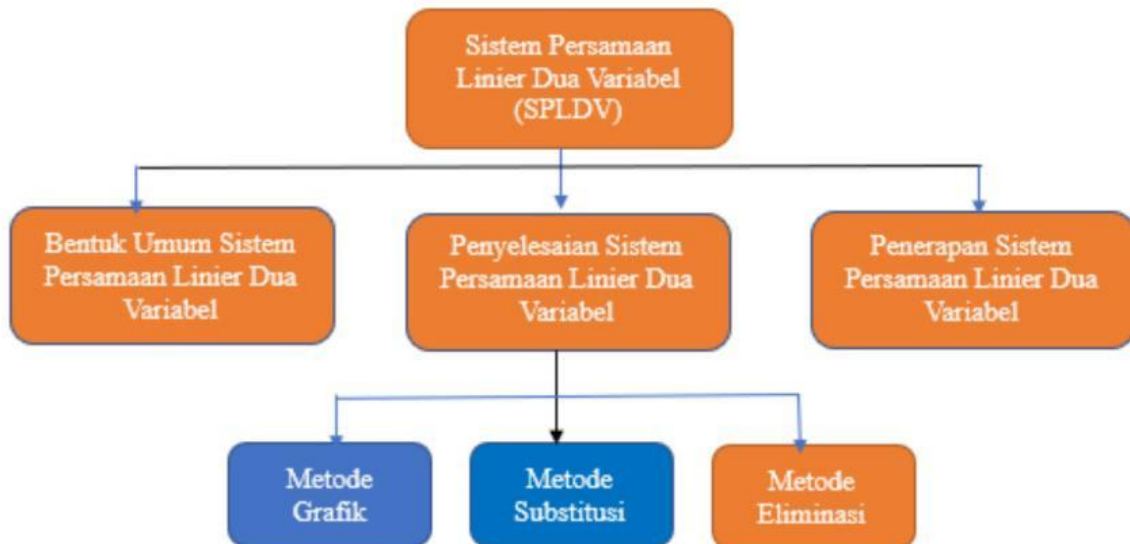 Sistem Persamaan
Linier Dua Variabel
(SPLDV)
Bentuk Umum Sistem
Persamaan Linier Dua
Variabel
Penyelesaian Sistem
Persamaan Linier Dua
Variabel
Penerapan Sistem
Persamaan Linier Dua
Variabel
Metode
Grafik
Metode
Substitusi
Metode
Eliminasi